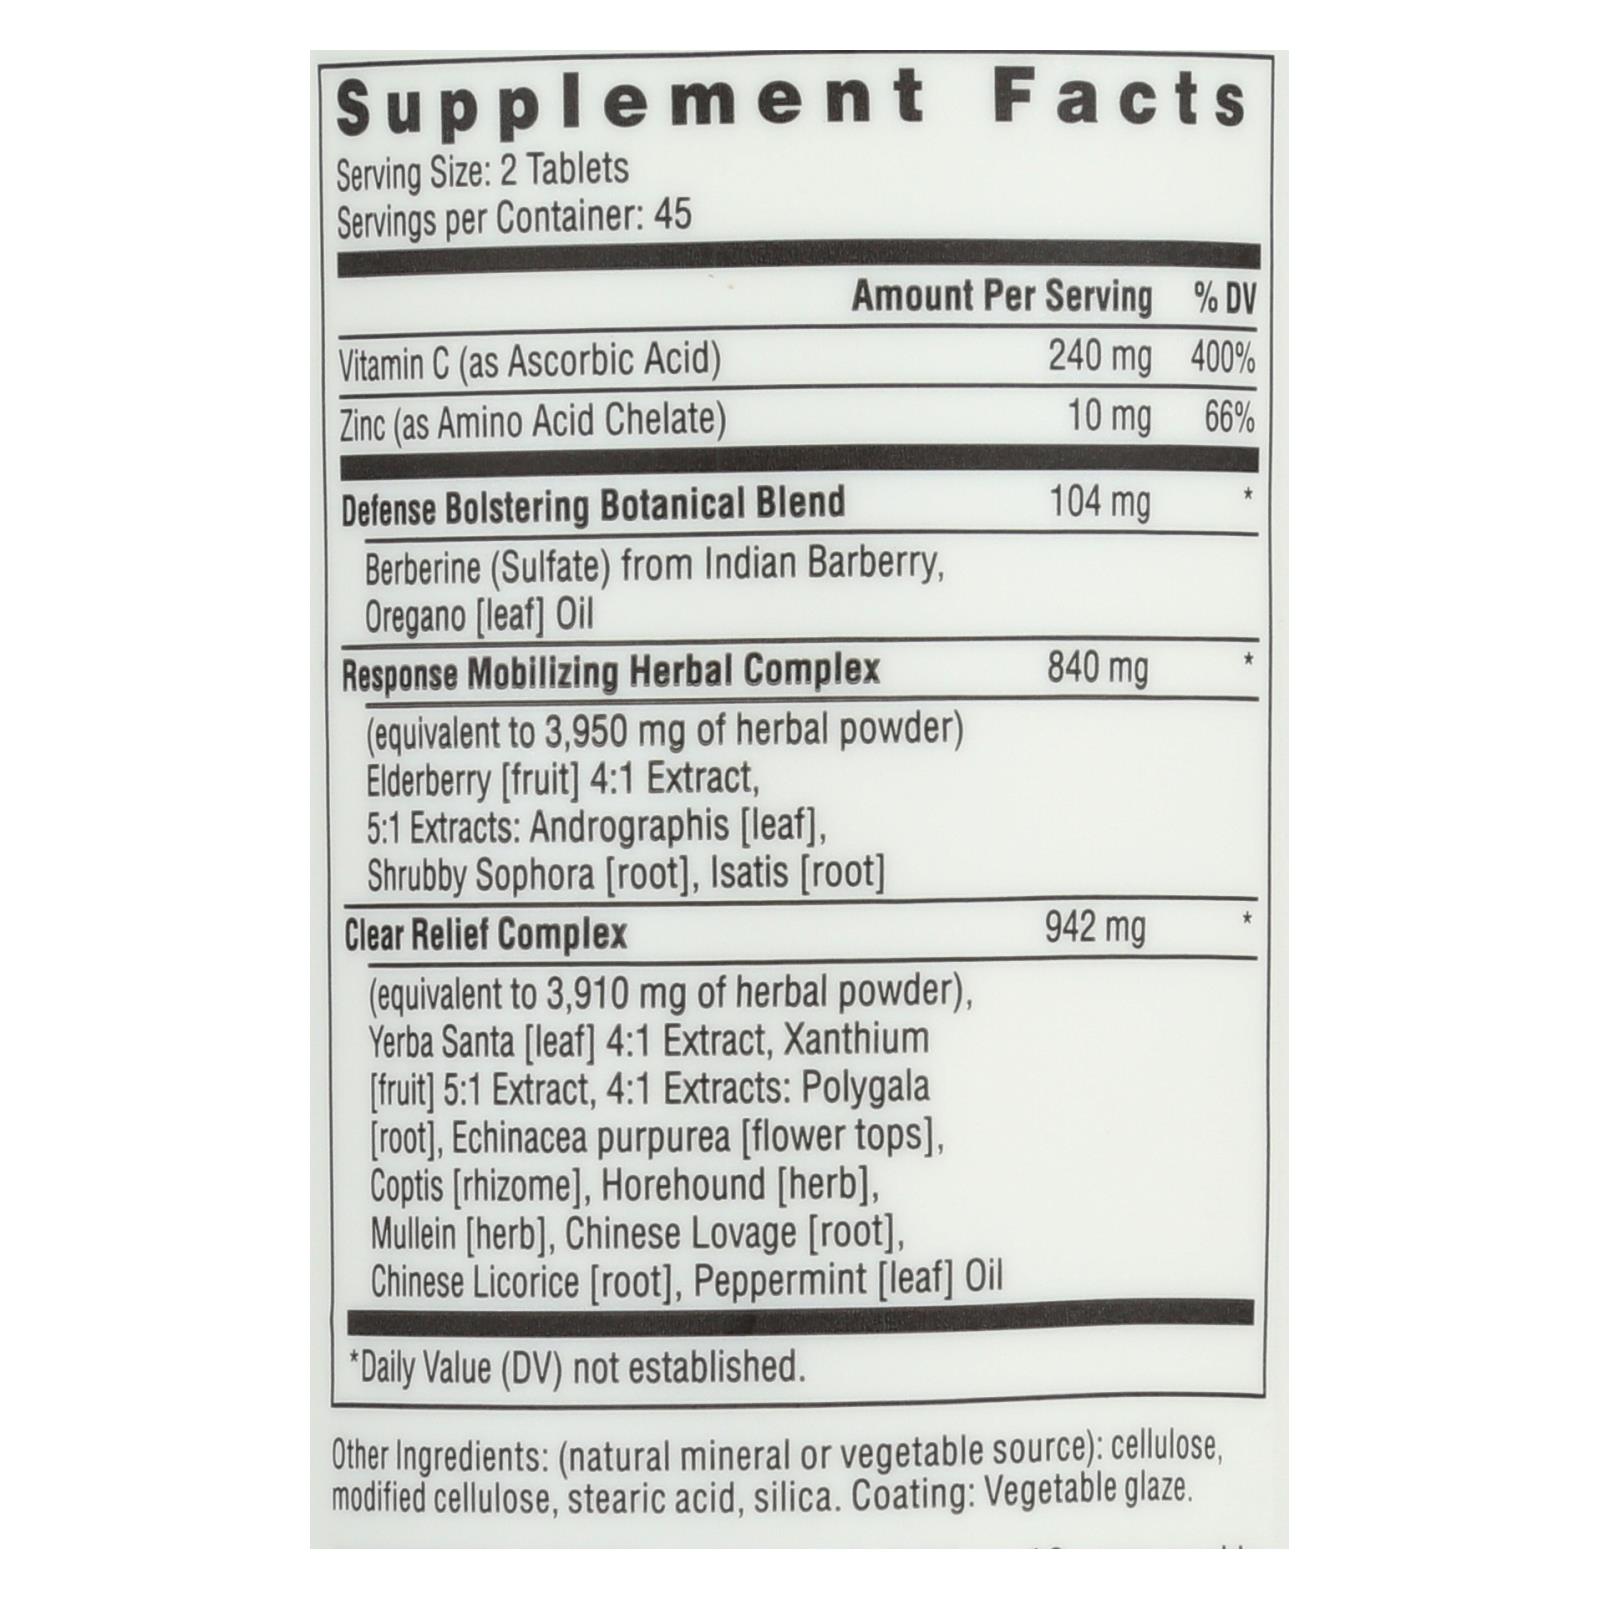 Supplement Facts
Serving Size: 2 Tablets
Servings per Container: 45
Amount Per Serving % DV
Vitamin C (as Ascorbic Acid) 240 mg 400%
Zinc (as Amino Acid Chelate) 10 mg 66%
Defense Bolstering Botanical Blend 104 mg *
Berberine (Sulfate) from Indian Barberry,
Oregano [leaf] Oil
Response Mobilizing Herbal Complex 840 mg *
(equivalent to 3,950 mg of herbal powder)
Elderberry [fruit] 4:1 Extract,
5:1 Extracts: Andrographis [leaf],
Shrubby Sophora [root], Isatis [root]
Clear Relief Complex 942 mg *
(equivalent to 3,910 mg of herbal powder),
Yerba Santa [leaf] 4:1 Extract, Xanthium
[fruit] 5:1 Extract, 4:1 Extracts: Polygala
[root], Echinacea purpurea [flower tops],
Coptis [rhizome], Horehound [herb],
Mullein [herb], Chinese Lovage [root],
Chinese Licorice [root], Peppermint [leaf] Oil
*Daily Value (DV) not established.
Other Ingredients: (natural mineral or vegetable source): cellulose,
modified cellulose, stearic acid, silica. Coating: Vegetable glaze.